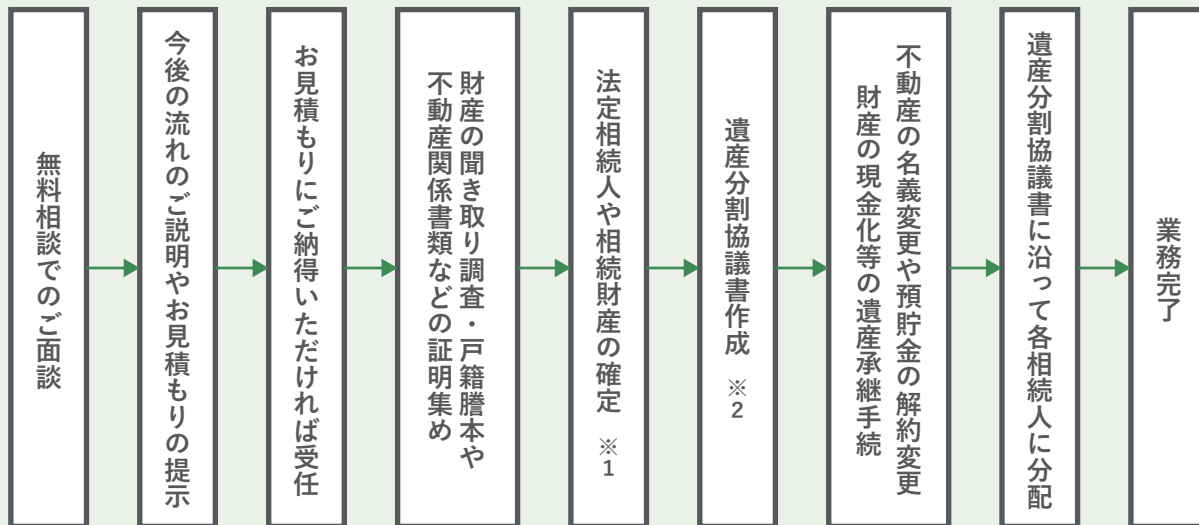 無料相談でのご面談
今後の流れのご説明やお見積もりの提示
お見積もりにご納得いただければ受任
財産の聞き取り調査・戸籍謄本や
不動産関係書類などの証明集め
法定相続人や相続財産の確定 ※1
遺産分割協議書作成 ※2
不動産の名義変更や預貯金の解約変更
財産の現金化等の遺産承継手続
遺産分割協議書に沿って各相続人に分配
業務完了